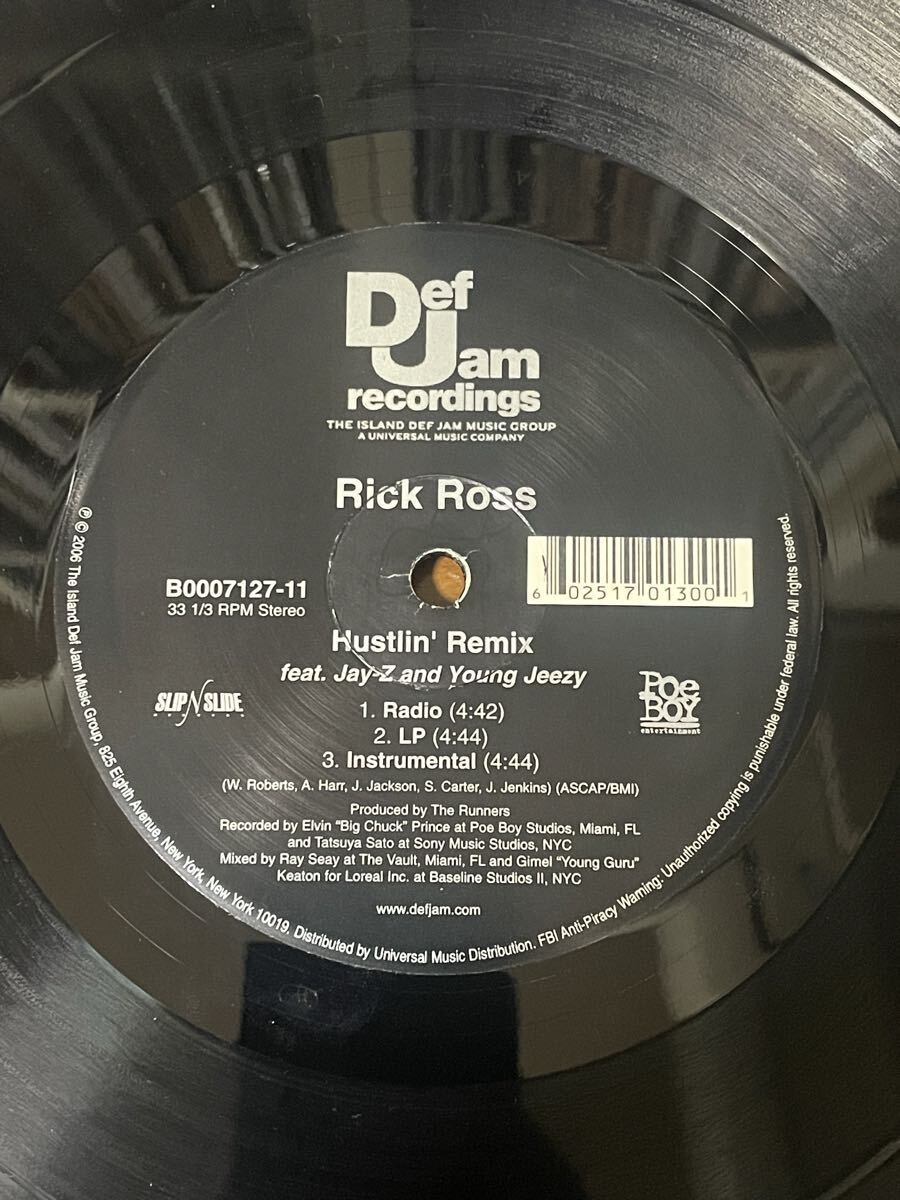 Def
Jam
recordings
THE ISLAND DEF JAM MUSIC GROUP
A UNIVERSAL MUSIC COMPANY
Rick Ross
B0007127-11
33 1/3 RPM Stereo
6 02517 01300 1
Hustlin' Remix
feat. Jay-Z and Young Jeezy
SLIP N SLIDE
RECORDS
Poe
BOY
entertainment
1. Radio (4:42)
2. LP (4:44)
3. Instrumental (4:44)
(W. Roberts, A. Harr, J. Jackson, S. Carter, J. Jenkins) (ASCAP/BMI)
Produced by The Runners
Recorded by Elvin "Big Chuck" Prince at Poe Boy Studios, Miami, FL
and Tatsuya Sato at Sony Music Studios, NYC
Mixed by Ray Seay at The Vault, Miami, FL and Gimel "Young Guru"
Keaton for Loreal Inc. at Baseline Studios II, NYC
www.defjam.com
℗ © 2006 The Island Def Jam Music Group, 825 Eighth Avenue, New York, New York 10019. Distributed by Universal Music Distribution. FBI Anti-Piracy Warning: Unauthorized copying is punishable under federal law. All rights reserved.